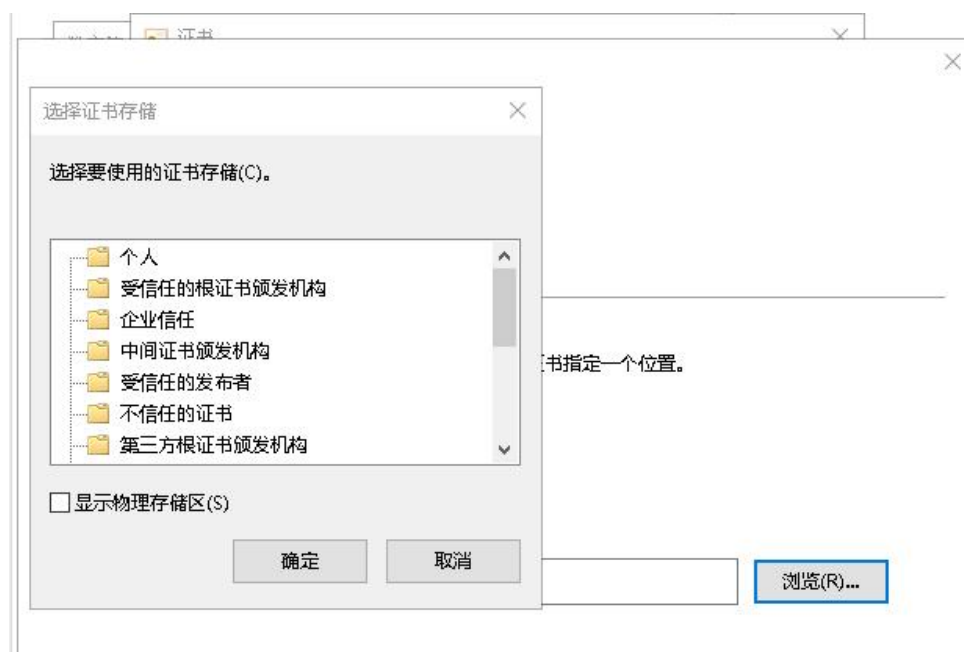 证书
选择证书存储
选择要使用的证书存储(C)。
个人
受信任的根证书颁发机构
企业信任
中间证书颁发机构
书指定一个位置。
受信任的发布者
不信任的证书
第三方根证书颁发机构
显示物理存储区(S)
确定
取消
浏览(R)...